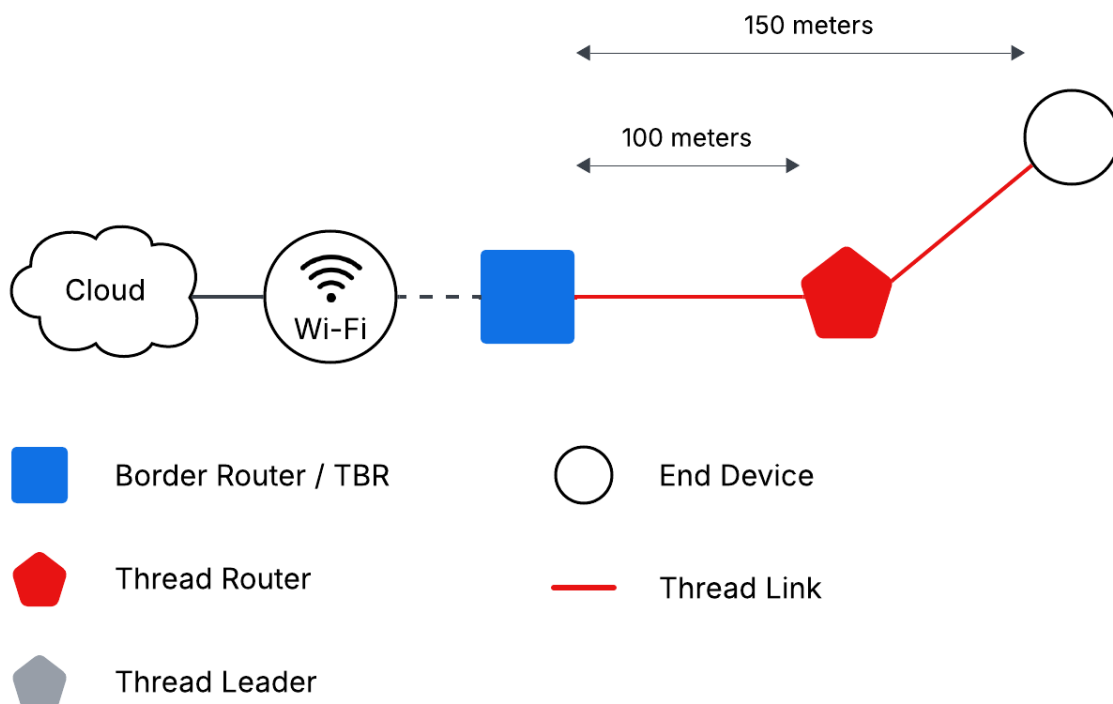 150 meters
100 meters
Cloud
Wi-Fi
Border Router / TBR
End Device
Thread Router
Thread Link
Thread Leader